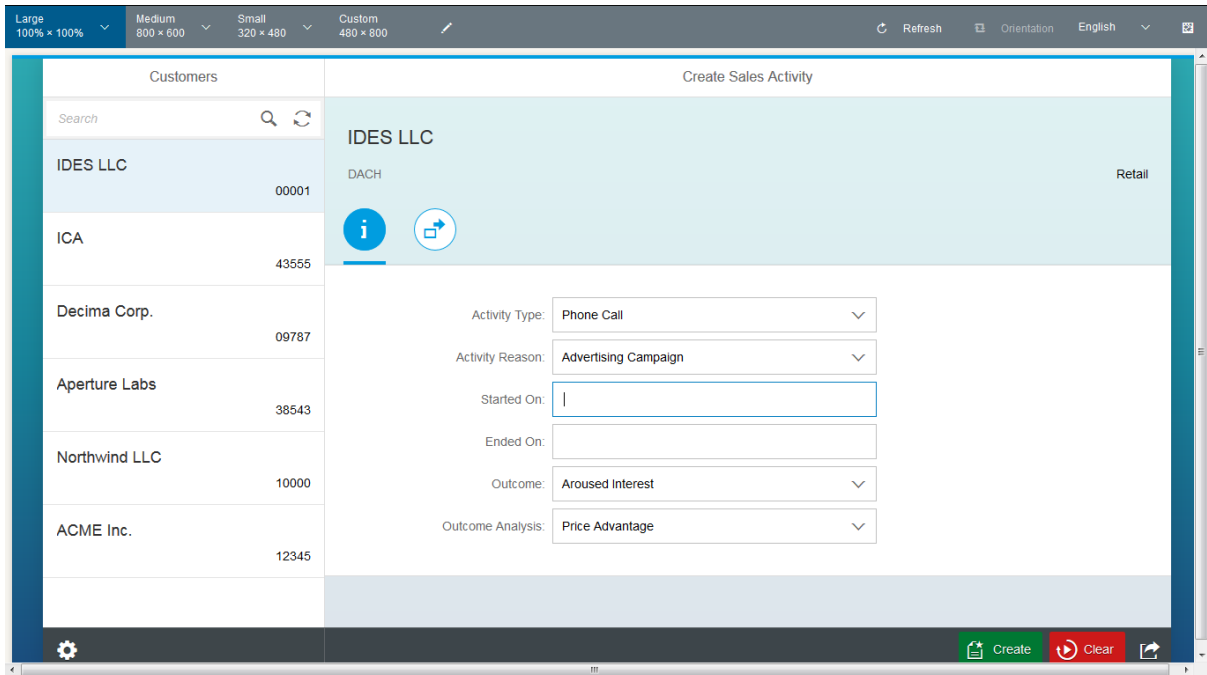 Large
100% × 100%
Medium
800 × 600
Small
320 × 480
Custom
480 × 800
Refresh
Orientation
English
Customers
Create Sales Activity
Search
IDES LLC
00001
ICA
43555
Decima Corp.
09787
Aperture Labs
38543
Northwind LLC
10000
ACME Inc.
12345
IDES LLC
DACH
Retail
i
Activity Type: Phone Call
Activity Reason: Advertising Campaign
Started On:
Ended On:
Outcome: Aroused Interest
Outcome Analysis: Price Advantage
Create
Clear